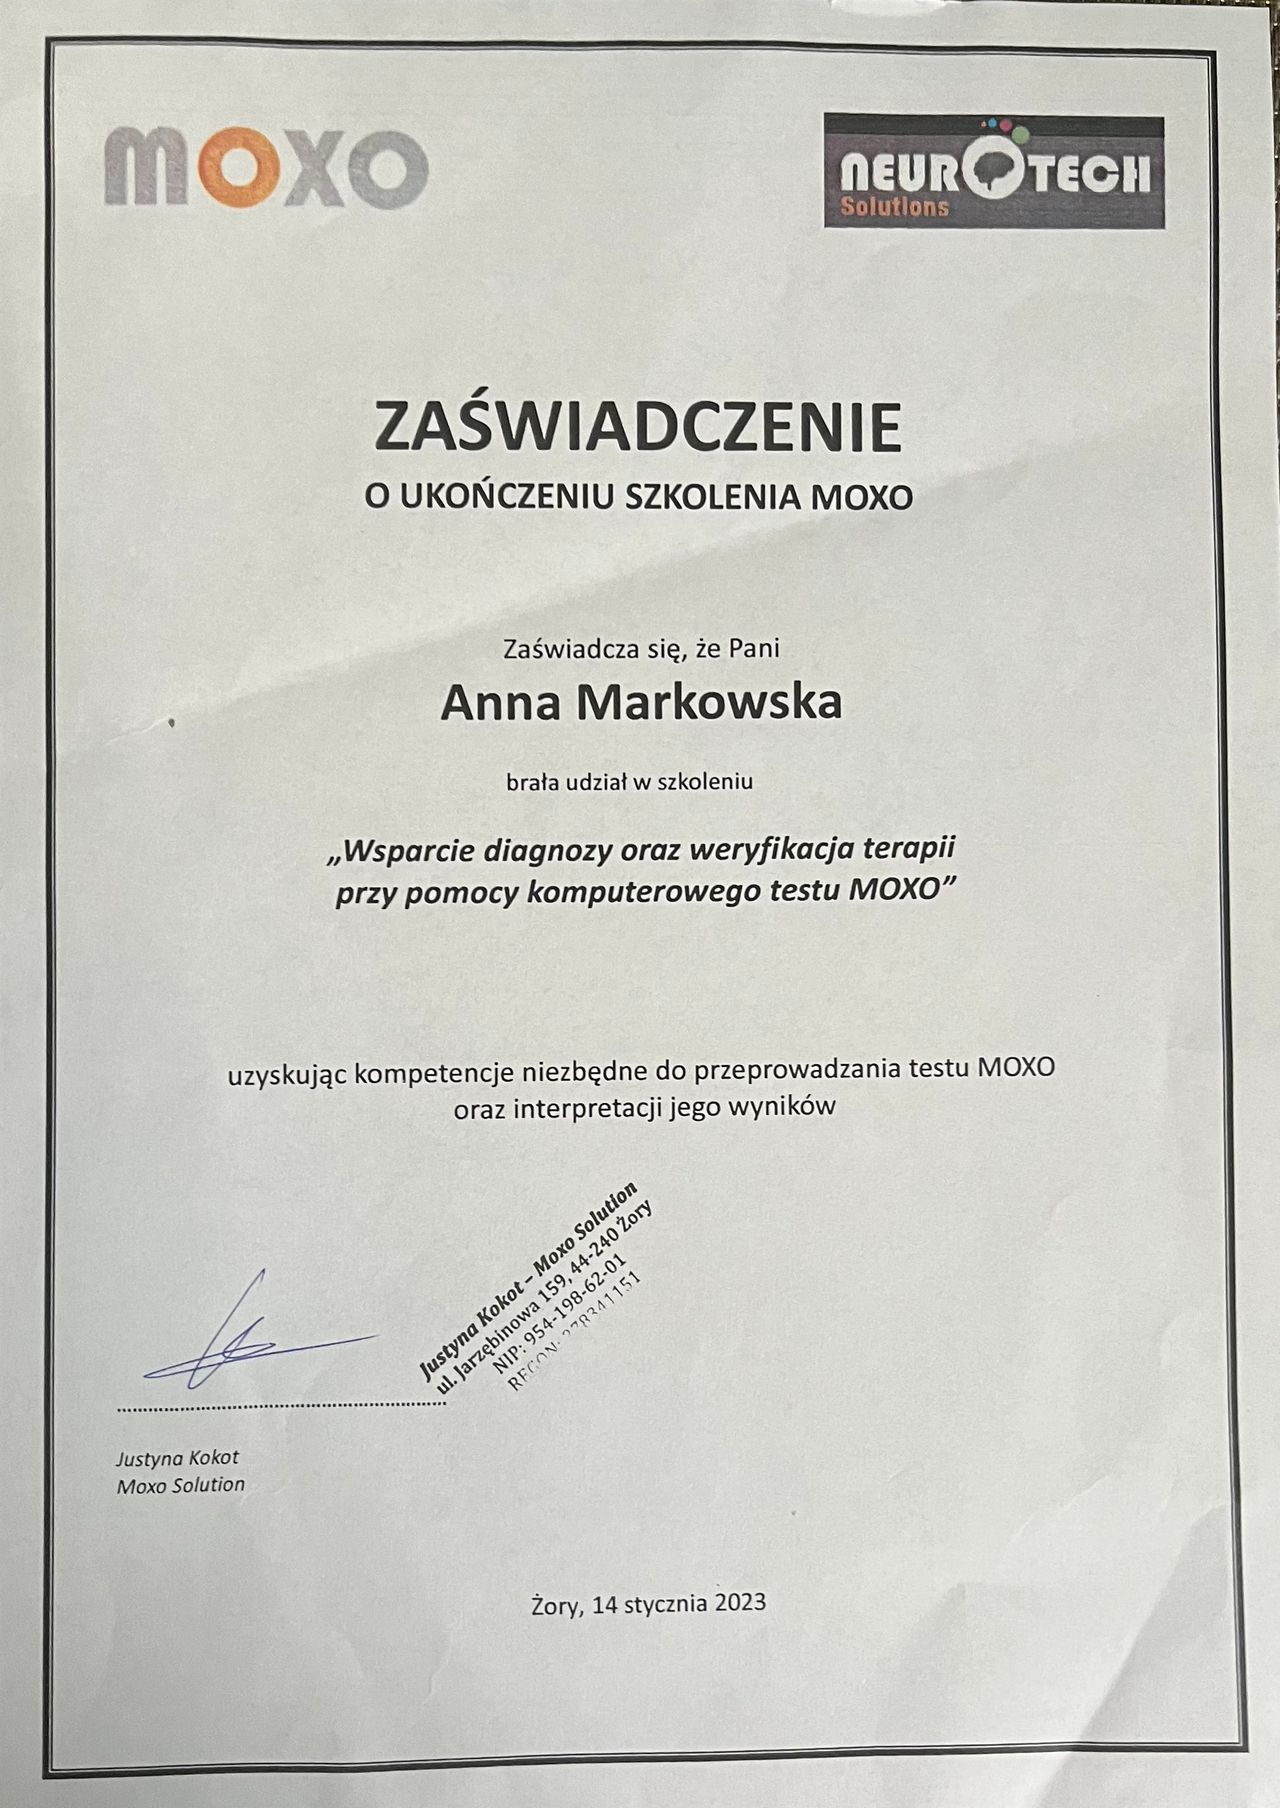 moxo
NEUROTECH
Solutions
ZAŚWIADCZENIE
O UKOŃCZENIU SZKOLENIA MOXO
Zaświadcza się, że Pani
Anna Markowska
brała udział w szkoleniu
„Wsparcie diagnozy oraz weryfikacja terapii
przy pomocy komputerowego testu MOXO”
uzyskując kompetencje niezbędne do przeprowadzania testu MOXO
oraz interpretacji jego wyników
Justyna Kokot – Moxo Solution
ul. Jarzębinowa 159, 44-240 Żory
NIP: 954-198-62-01
REGON:
Justyna Kokot
Moxo Solution
Żory, 14 stycznia 2023